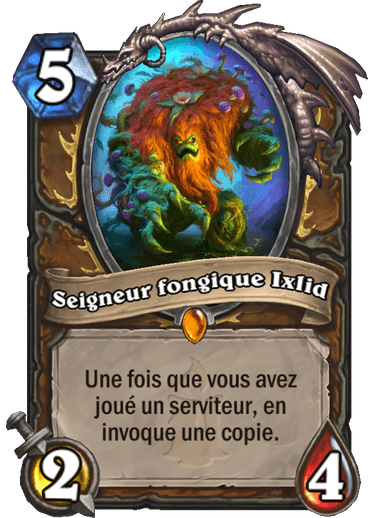 5
Seigneur fongique Ixlid
Une fois que vous avez
joué un serviteur, en
invoque une copie.
2
4